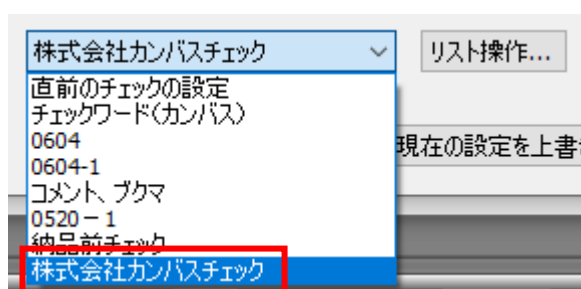 株式会社カンバスチェック
リスト操作...
直前のチェックの設定
チェックワード(カンバス)
0604
0604-1
現在の設定を上書
コメント、ブクマ
0520－1
納品前チェック
株式会社カンバスチェック